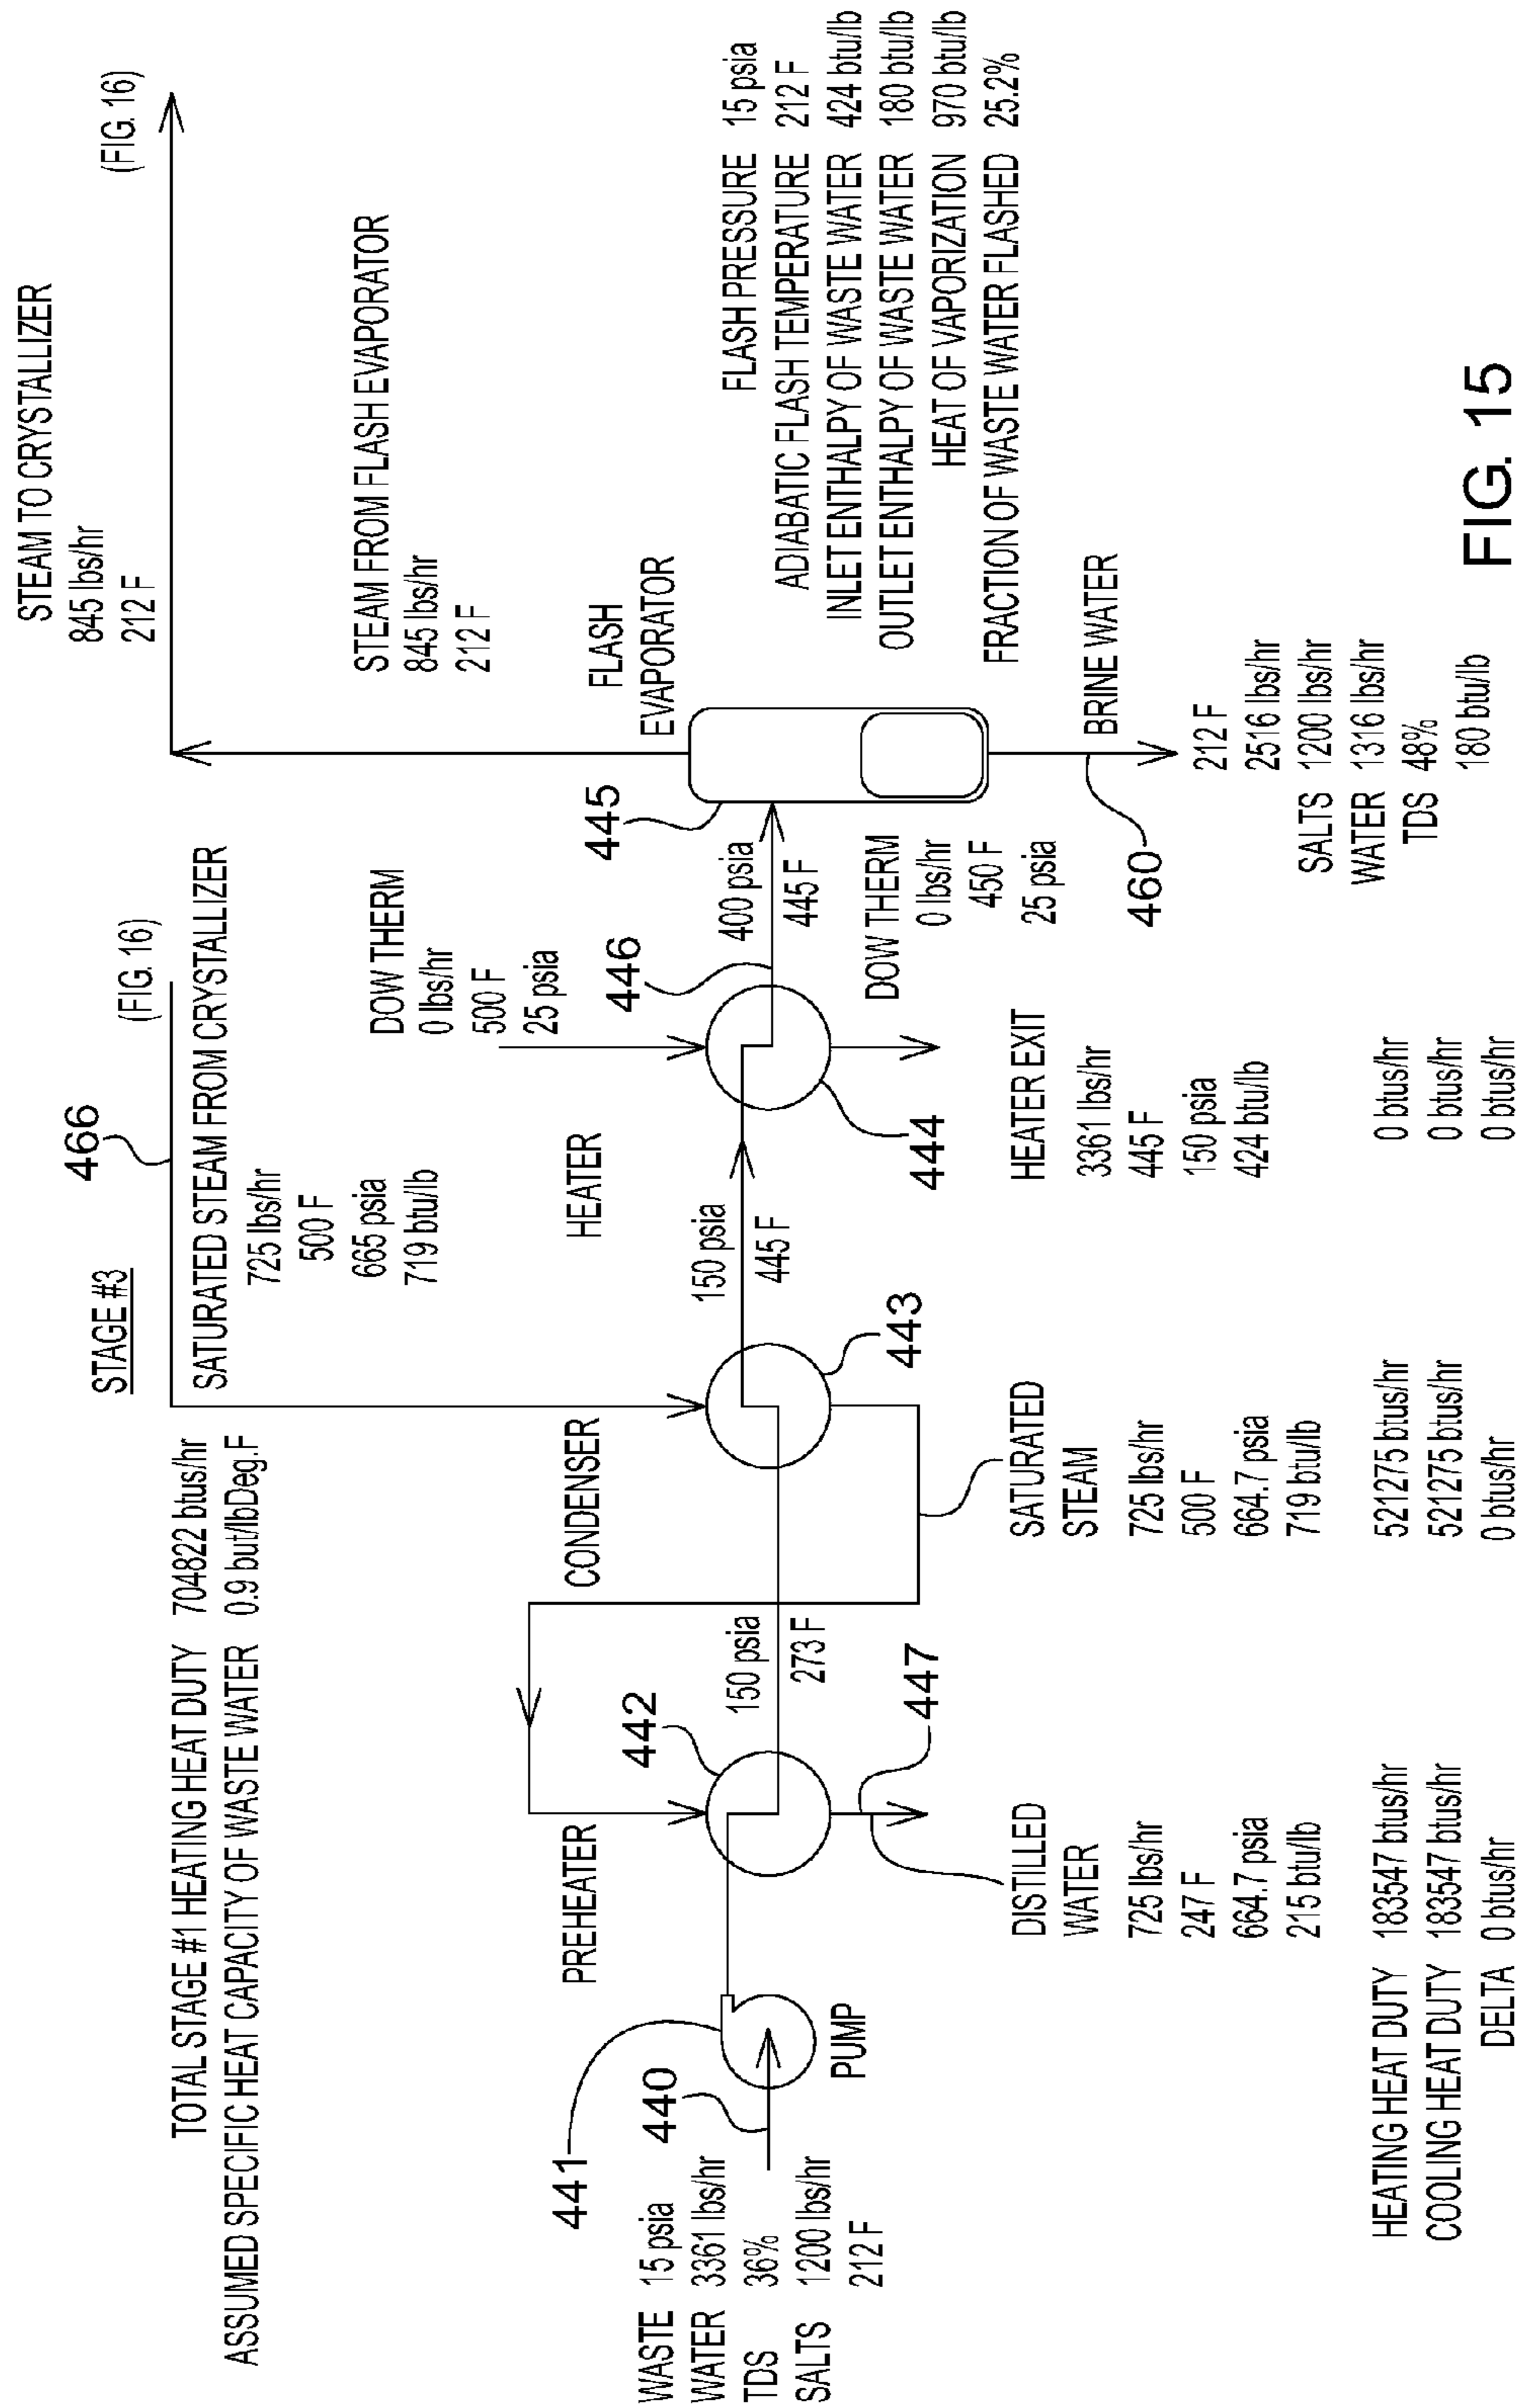 STEAM TO CRYSTALLIZER
845 lbs/hr
212 F
(FIG. 16)
STAGE #3
466
(FIG. 16)
TOTAL STAGE #1 HEATING HEAT DUTY 704822 btus/hr
ASSUMED SPECIFIC HEAT CAPACITY OF WASTE WATER 0.9 but/lbDeg.F
SATURATED STEAM FROM CRYSTALLIZER
725 lbs/hr
500 F
665 psia
719 btu/lb
DOW THERM
0 lbs/hr
500 F
25 psia
STEAM FROM FLASH EVAPORATOR
845 lbs/hr
212 F
441
PREHEATER
442
CONDENSER
HEATER
446
445
FLASH
EVAPORATOR
WASTE 15 psia
WATER 3361 lbs/hr
TDS 36%
SALTS 1200 lbs/hr
212 F
440
PUMP
150 psia
273 F
447
150 psia
445 F
443
444
400 psia
445 F
DOW THERM
0 lbs/hr
450 F
25 psia
FLASH PRESSURE 15 psia
ADIABATIC FLASH TEMPERATURE 212 F
INLET ENTHALPY OF WASTE WATER 424 btu/lb
OUTLET ENTHALPY OF WASTE WATER 180 btu/lb
HEAT OF VAPORIZATION 970 btu/lb
FRACTION OF WASTE WATER FLASHED 25.2%
DISTILLED
WATER
725 lbs/hr
247 F
664.7 psia
215 btu/lb
SATURATED
STEAM
725 lbs/hr
500 F
664.7 psia
719 btu/lb
HEATER EXIT
3361 lbs/hr
445 F
150 psia
424 btu/lb
460
BRINE WATER
212 F
2516 lbs/hr
SALTS 1200 lbs/hr
WATER 1316 lbs/hr
TDS 48%
180 btu/lb
HEATING HEAT DUTY 183547 btus/hr 521275 btus/hr 0 btus/hr
COOLING HEAT DUTY 183547 btus/hr 521275 btus/hr 0 btus/hr
DELTA 0 btus/hr 0 btus/hr 0 btus/hr
FIG. 15